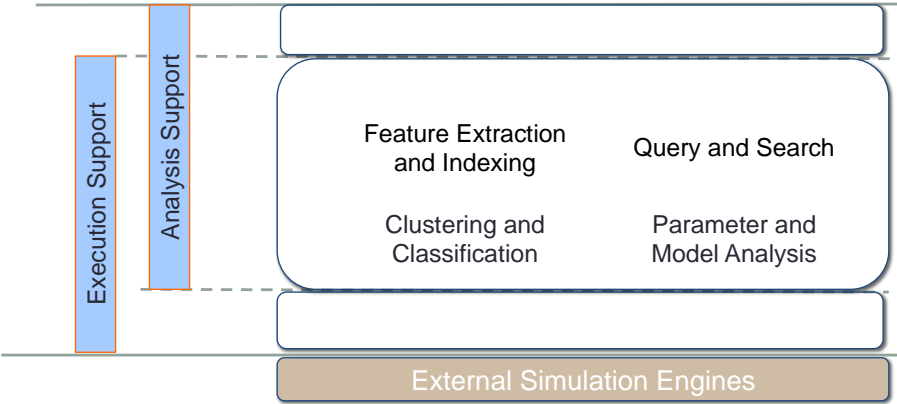 Execution Support
Analysis Support
Feature Extraction
and Indexing
Query and Search
Clustering and
Classification
Parameter and
Model Analysis
External Simulation Engines